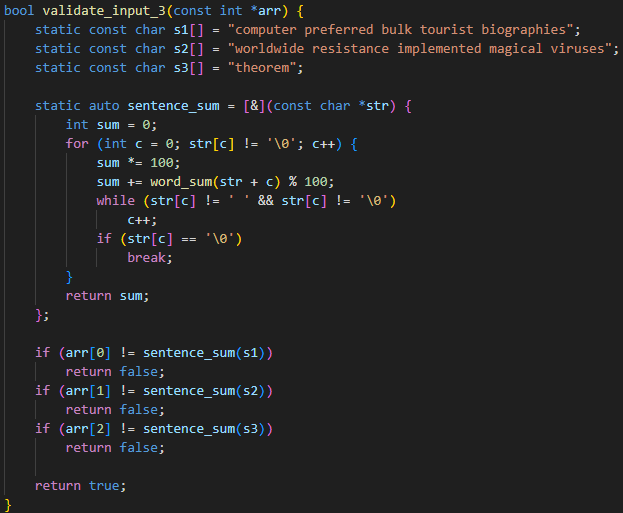 bool validate_input_3(const int *arr) {
    static const char s1[] = "computer preferred bulk tourist biographies";
    static const char s2[] = "worldwide resistance implemented magical viruses";
    static const char s3[] = "theorem";

    static auto sentence_sum = [&](const char *str) {
        int sum = 0;
        for (int c = 0; str[c] != '\0'; c++) {
            sum *= 100;
            sum += word_sum(str + c) % 100;
            while (str[c] != ' ' && str[c] != '\0')
                c++;
            if (str[c] == '\0')
                break;
        }
        return sum;
    };

    if (arr[0] != sentence_sum(s1))
        return false;
    if (arr[1] != sentence_sum(s2))
        return false;
    if (arr[2] != sentence_sum(s3))
        return false;

    return true;
}